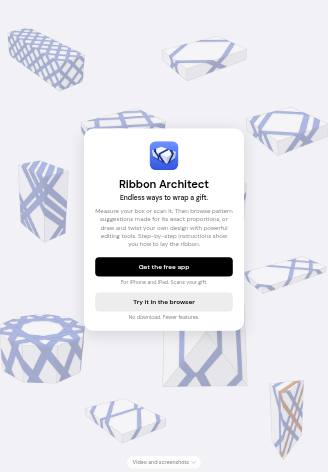 Ribbon Architect
Endless ways to wrap a gift.
Measure your box or scan it. Then browse pattern
suggestions made for its exact proportions, or
draw and twist your own design with powerful
editing tools. Step-by-step instructions show
you how to lay the ribbon.
Get the free app
For iPhone and iPad. Scans your gift.
Try it in the browser
No download. Fewer features.
Video and screenshots